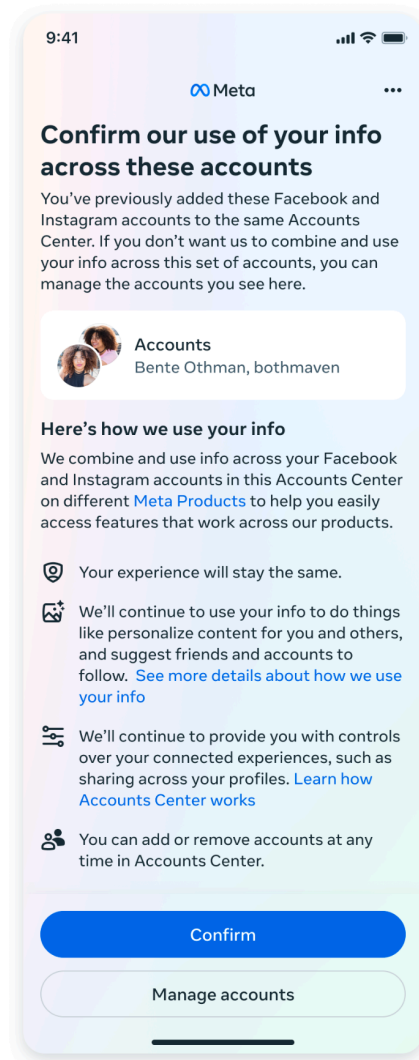 9:41
Meta
Confirm our use of your info
across these accounts
You've previously added these Facebook and
Instagram accounts to the same Accounts
Center. If you don't want us to combine and use
your info across this set of accounts, you can
manage the accounts you see here.
Accounts
Bente Othman, bothmaven
Here's how we use your info
We combine and use info across your Facebook
and Instagram accounts in this Accounts Center
on different Meta Products to help you easily
access features that work across our products.
Your experience will stay the same.
We'll continue to use your info to do things
like personalize content for you and others,
and suggest friends and accounts to
follow. See more details about how we use
your info
We'll continue to provide you with controls
over your connected experiences, such as
sharing across your profiles. Learn how
Accounts Center works
You can add or remove accounts at any
time in Accounts Center.
Confirm
Manage accounts